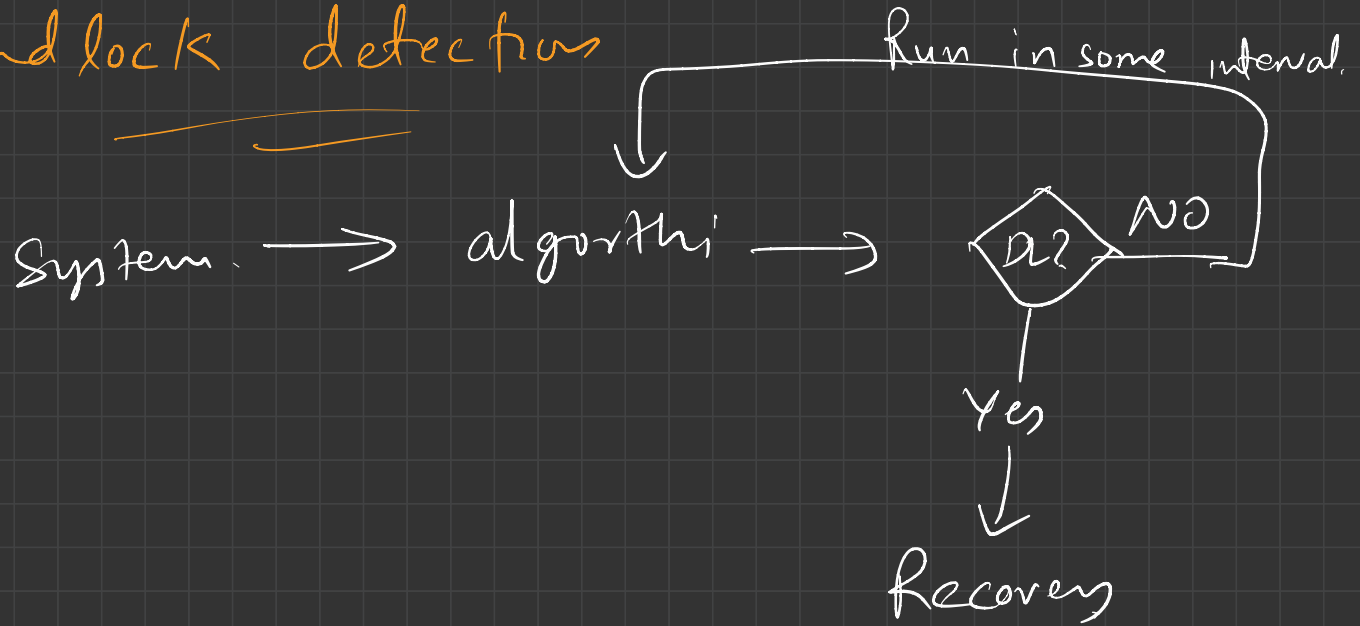 dlock detection
Run in some interval.
System. → algorthi → DL? NO
Yes
Recovery